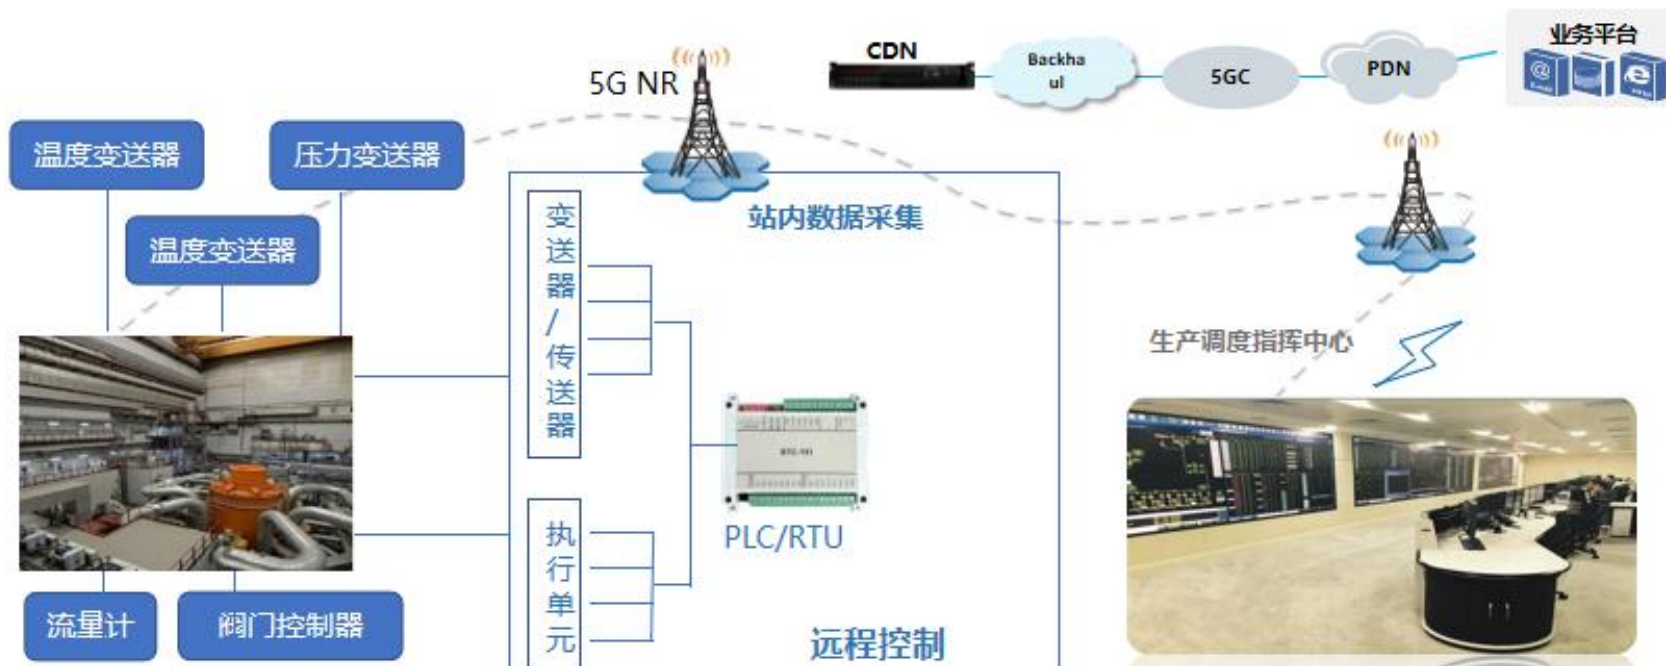 业务平台
CDN
Backha
ul
5GC
PDN
5G NR
温度变送器
压力变送器
温度变送器
站内数据采集
变送器/传送器
生产调度指挥中心
PLC/RTU
执行单元
流量计
阀门控制器
远程控制